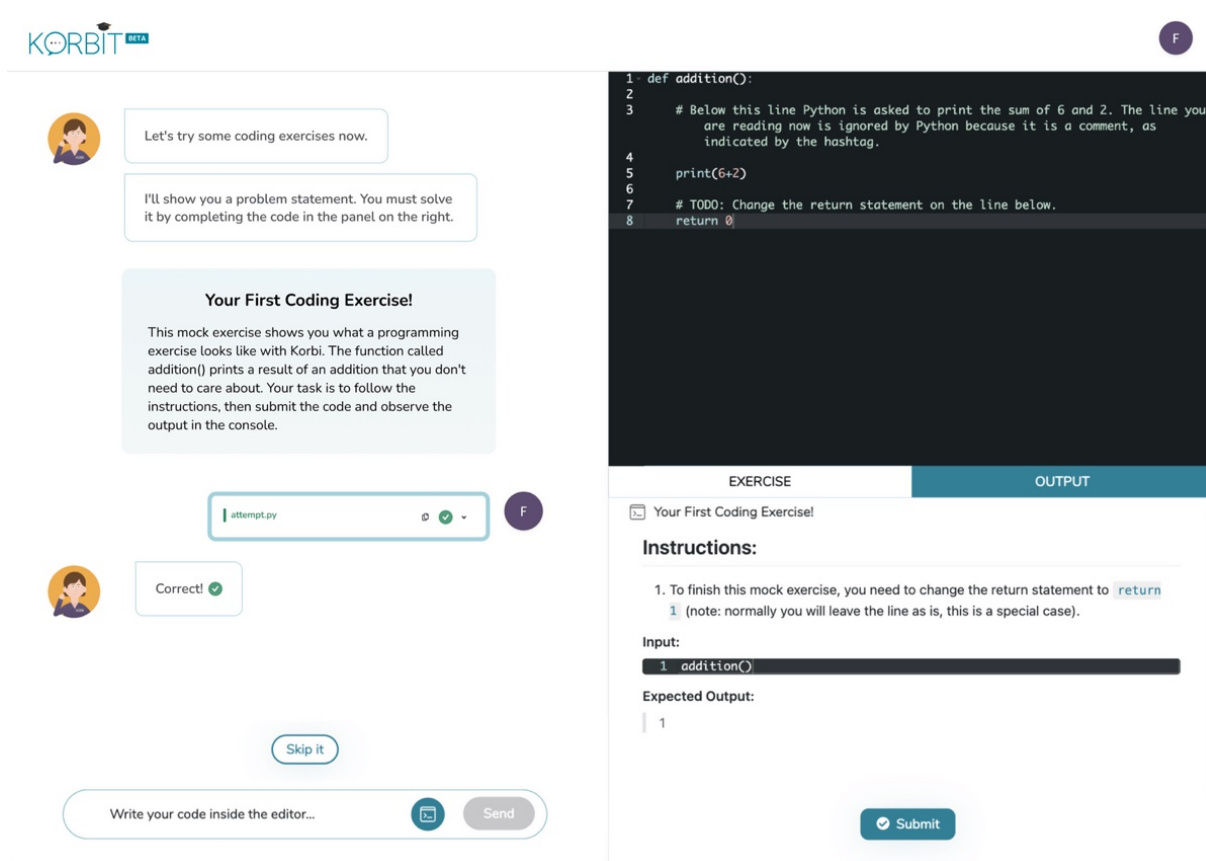 KORBIT BETA
F
Let's try some coding exercises now.
I'll show you a problem statement. You must solve
it by completing the code in the panel on the right.
Your First Coding Exercise!
This mock exercise shows you what a programming
exercise looks like with Korbi. The function called
addition() prints a result of an addition that you don't
need to care about. Your task is to follow the
instructions, then submit the code and observe the
output in the console.
attempt.py
F
Correct!
Skip it
Write your code inside the editor...
Send
1 def addition():
2
3 # Below this line Python is asked to print the sum of 6 and 2. The line you
are reading now is ignored by Python because it is a comment, as
indicated by the hashtag.
4
5 print(6+2)
6
7 # TODO: Change the return statement on the line below.
8 return 0
EXERCISE
OUTPUT
Your First Coding Exercise!
Instructions:
1. To finish this mock exercise, you need to change the return statement to return
1 (note: normally you will leave the line as is, this is a special case).
Input:
1 addition()
Expected Output:
1
Submit